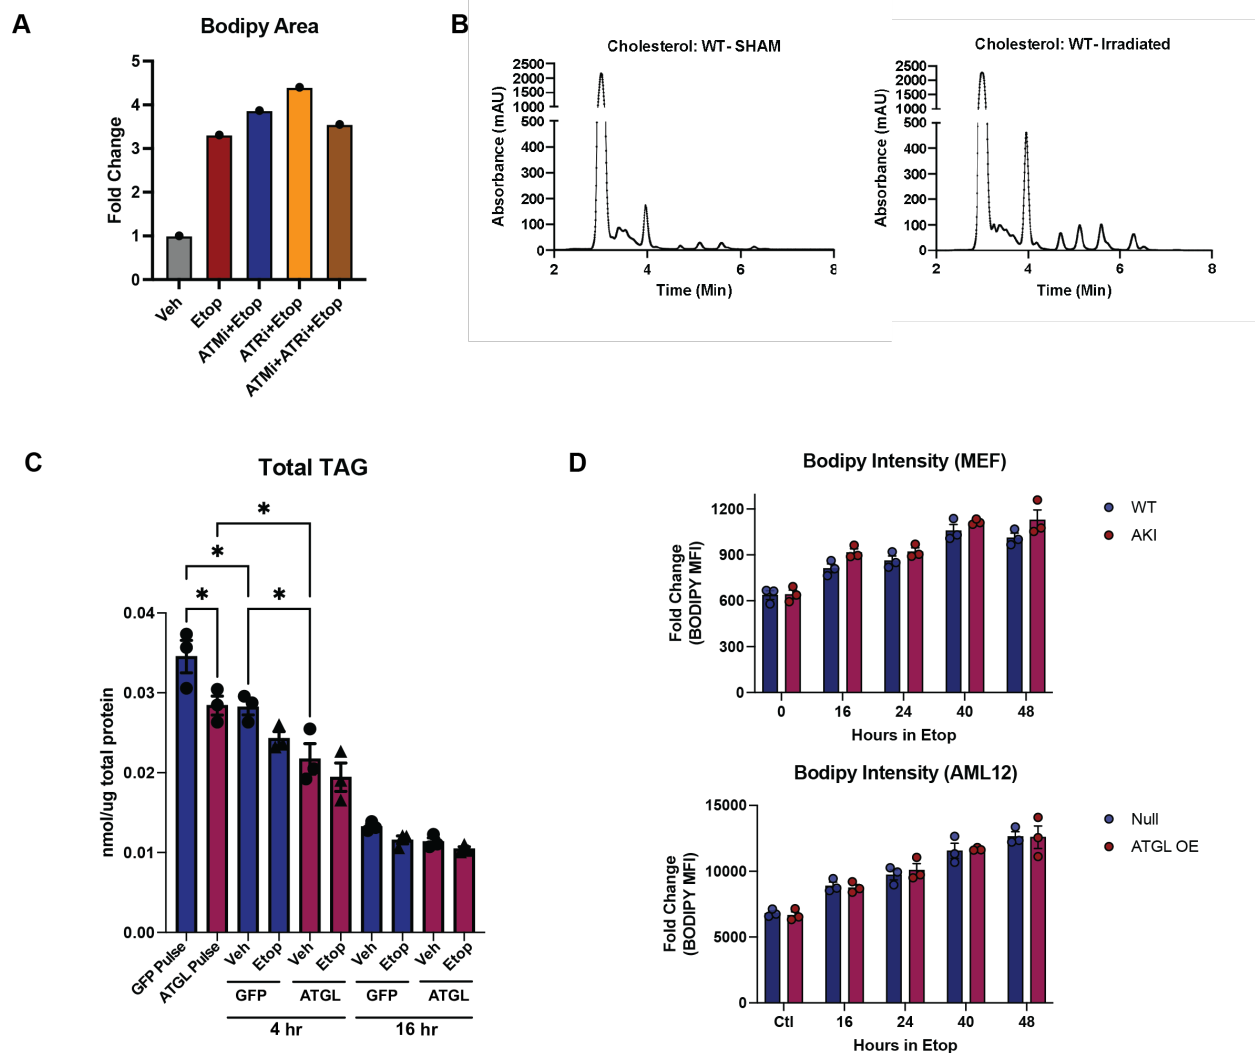 A
Bodipy Area
Fold Change
5
4
3
2
1
0
Veh
Etop
ATMi+Etop
ATRi+Etop
ATMi+ATRi+Etop
B
Cholesterol: WT- SHAM
Absorbance (mAU)
2500
2000
1500
1000
500
400
300
200
100
0
2 4 6 8
Time (Min)
Cholesterol: WT- Irradiated
Absorbance (mAU)
2500
2000
1500
1000
500
400
300
200
100
0
2 4 6 8
Time (Min)
C
Total TAG
* 
*
* *
nmol/ug total protein
0.04
0.03
0.02
0.01
0.00
GFP Pulse
ATGL Pulse
Veh
Etop
Veh
Etop
Veh
Etop
Veh
Etop
GFP ATGL GFP ATGL
4 hr 16 hr
D
Bodipy Intensity (MEF)
Fold Change
(BODIPY MFI)
1200
900
600
300
0
0 16 24 40 48
Hours in Etop
WT
AKI
Bodipy Intensity (AML12)
Fold Change
(BODIPY MFI)
15000
10000
5000
0
Ctl 16 24 40 48
Hours in Etop
Null
ATGL OE